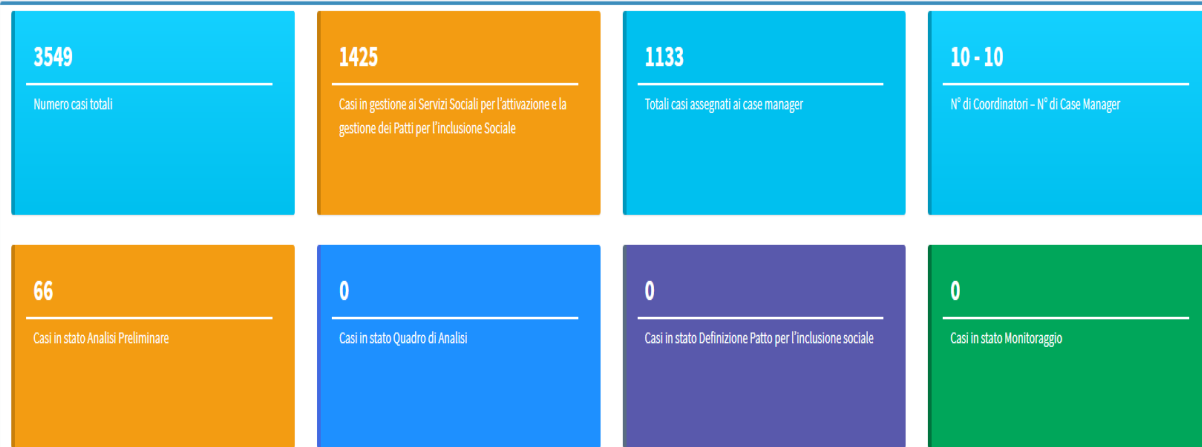 3549
Numero casi totali
1425
Casi in gestione ai Servizi Sociali per l'attivazione e la
gestione dei Patti per l'inclusione Sociale
1133
Totali casi assegnati ai case manager
10 - 10
N° di Coordinatori – N° di Case Manager
66
Casi in stato Analisi Preliminare
0
Casi in stato Quadro di Analisi
0
Casi in stato Definizione Patto per l'inclusione sociale
0
Casi in stato Monitoraggio